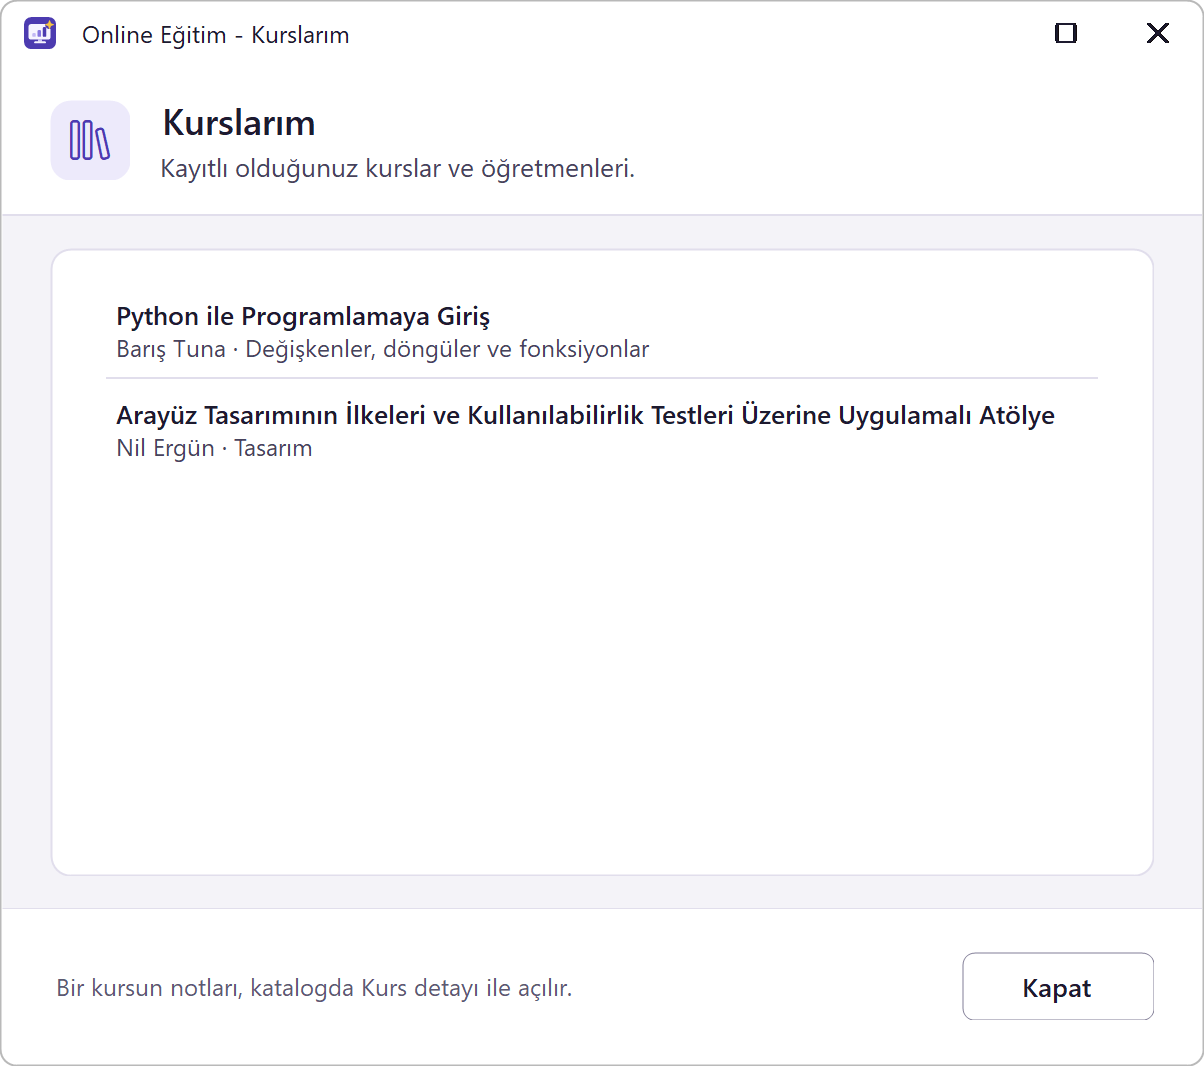 Online Eğitim - Kurslarım
Kurslarım
Kayıtlı olduğunuz kurslar ve öğretmenleri.
Python ile Programlamaya Giriş
Barış Tuna · Değişkenler, döngüler ve fonksiyonlar
Arayüz Tasarımının İlkeleri ve Kullanılabilirlik Testleri Üzerine Uygulamalı Atölye
Nil Ergün · Tasarım
Bir kursun notları, katalogda Kurs detayı ile açılır.
Kapat